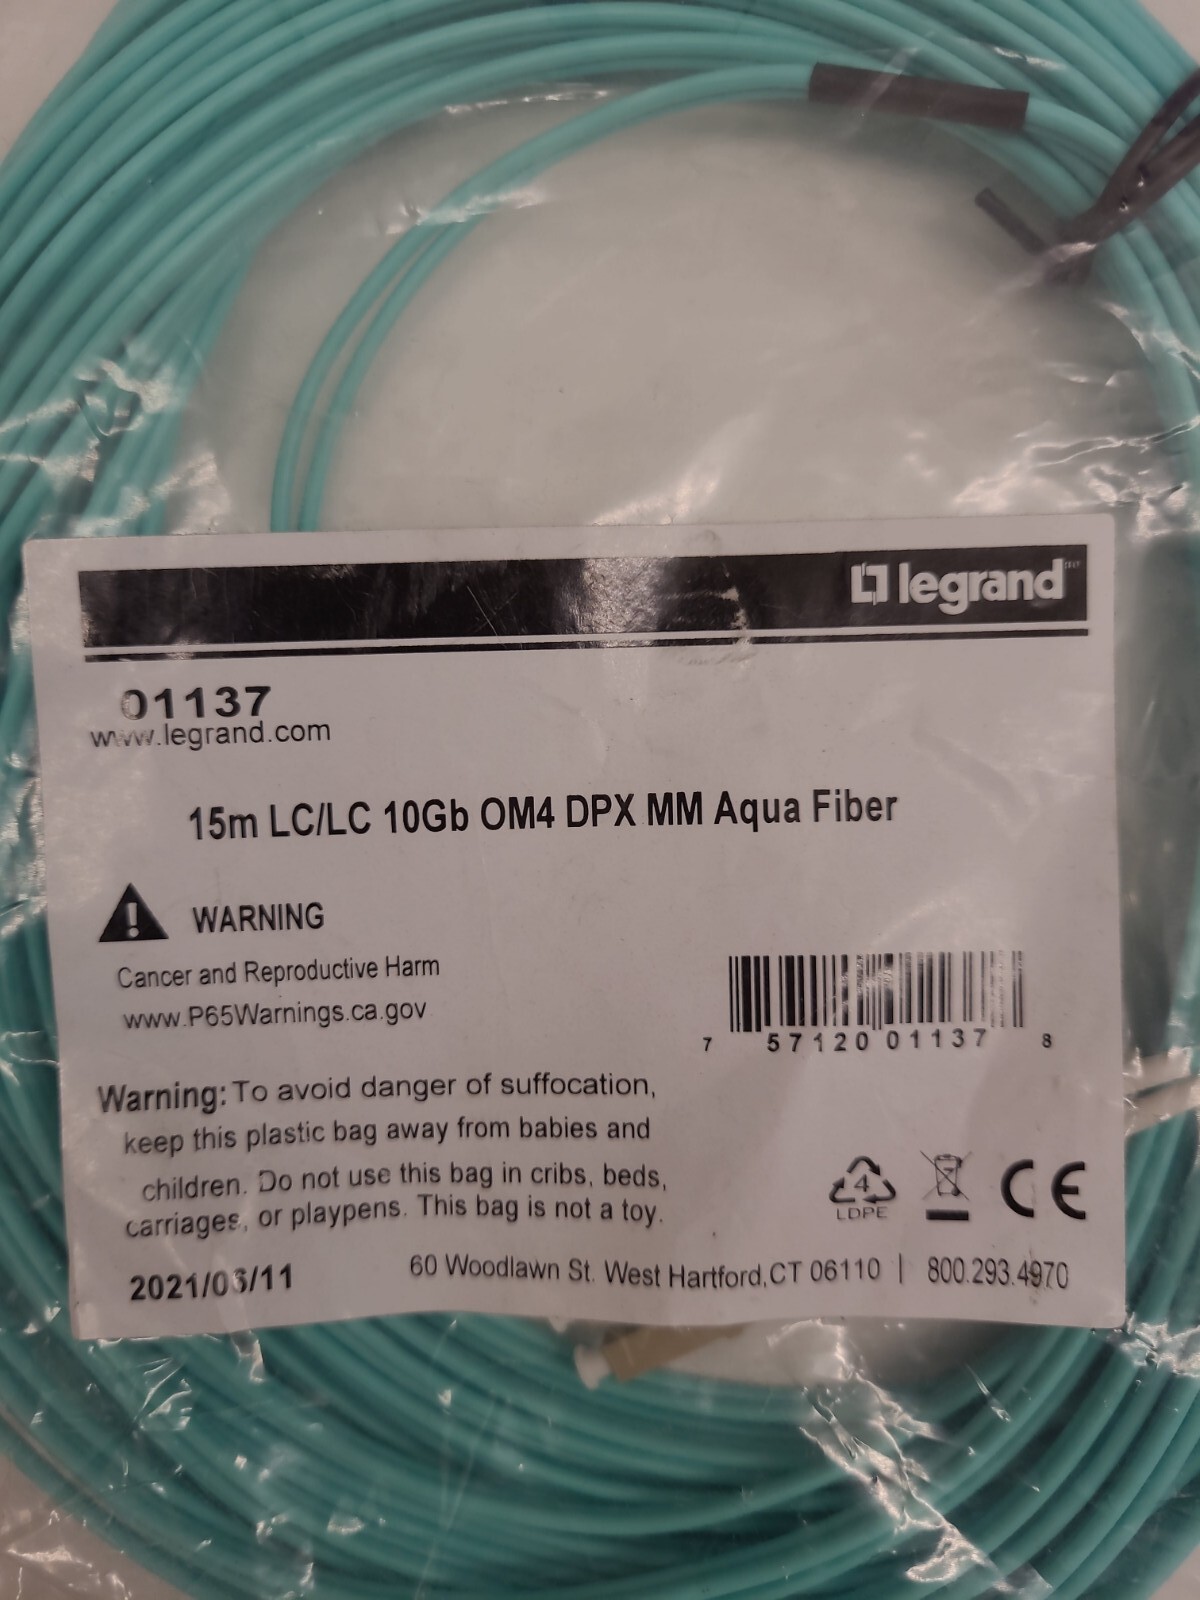 legrand
01137
www.legrand.com
15m LC/LC 10Gb OM4 DPX MM Aqua Fiber
WARNING
Cancer and Reproductive Harm
www.P65Warnings.ca.gov
7 57120 01137 8
Warning: To avoid danger of suffocation,
keep this plastic bag away from babies and
children. Do not use this bag in cribs, beds,
carriages, or playpens. This bag is not a toy.
4
LDPE
CE
2021/06/11
60 Woodlawn St. West Hartford,CT 06110 | 800.293.4970